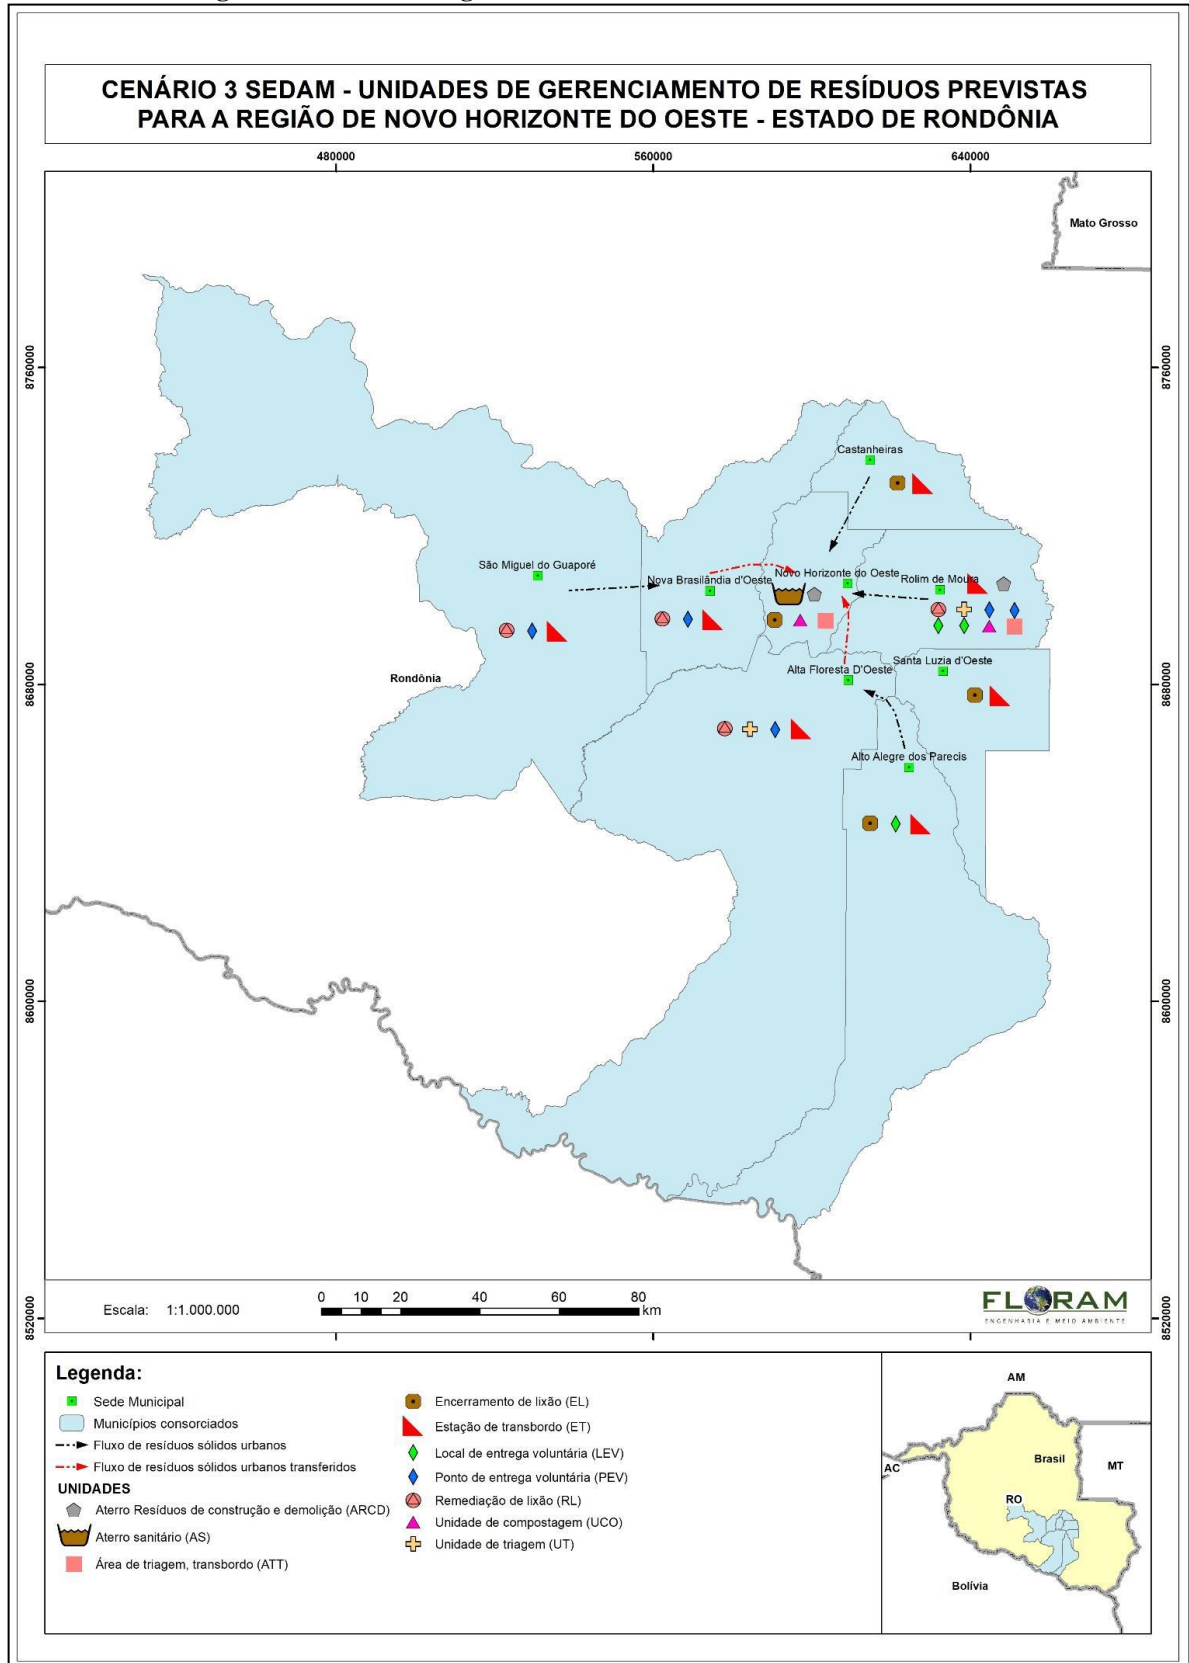 CENÁRIO 3 SEDAM - UNIDADES DE GERENCIAMENTO DE RESÍDUOS PREVISTAS
PARA A REGIÃO DE NOVO HORIZONTE DO OESTE - ESTADO DE RONDÔNIA
480000
560000
640000
Mato Grosso
8760000
8760000
Castanheiras
São Miguel do Guaporé
Nova Brasilândia d'Oeste
Novo Horizonte do Oeste
Rolim de Moura
Rondônia
Alta Floresta D'Oeste
Santa Luzia d'Oeste
8680000
8680000
Alto Alegre dos Parecis
8600000
8600000
Escala: 1:1.000.000
0 10 20 40 60 80
km
FLORAM
ENGENHARIA E MEIO AMBIENTE
8520000
8520000
Legenda:
Sede Municipal
Municípios consorciados
Fluxo de resíduos sólidos urbanos
Fluxo de resíduos sólidos urbanos transferidos
UNIDADES
Aterro Resíduos de construção e demolição (ARCD)
Aterro sanitário (AS)
Área de triagem, transbordo (ATT)
Encerramento de lixão (EL)
Estação de transbordo (ET)
Local de entrega voluntária (LEV)
Ponto de entrega voluntária (PEV)
Remediação de lixão (RL)
Unidade de compostagem (UCO)
Unidade de triagem (UT)
AM
Brasil
MT
AC
RO
Bolívia